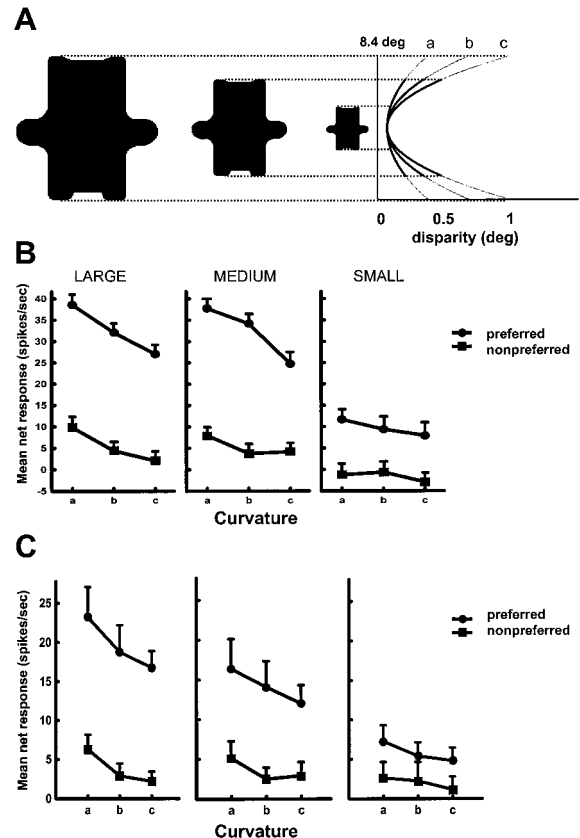 A
8.4 deg a b c
0 0.5 1
disparity (deg)
B
LARGE MEDIUM SMALL
Mean net response (spikes/sec)
40
35
30
25
20
15
10
5
0
-5
preferred
nonpreferred
a b c a b c a b c
Curvature
C
Mean net response (spikes/sec)
25
20
15
10
5
0
preferred
nonpreferred
a b c a b c a b c
Curvature